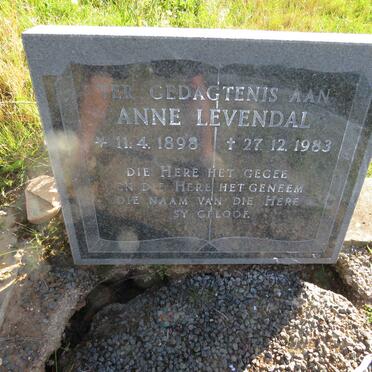 TER GEDAGTENIS AAN
ANNE LEVENDAL
* 11.4.1898 † 27.12.1983
DIE HERE HET GEGEE
EN DIE HERE HET GENEEM
DIE NAAM VAN DIE HERE
SY GELOOF.